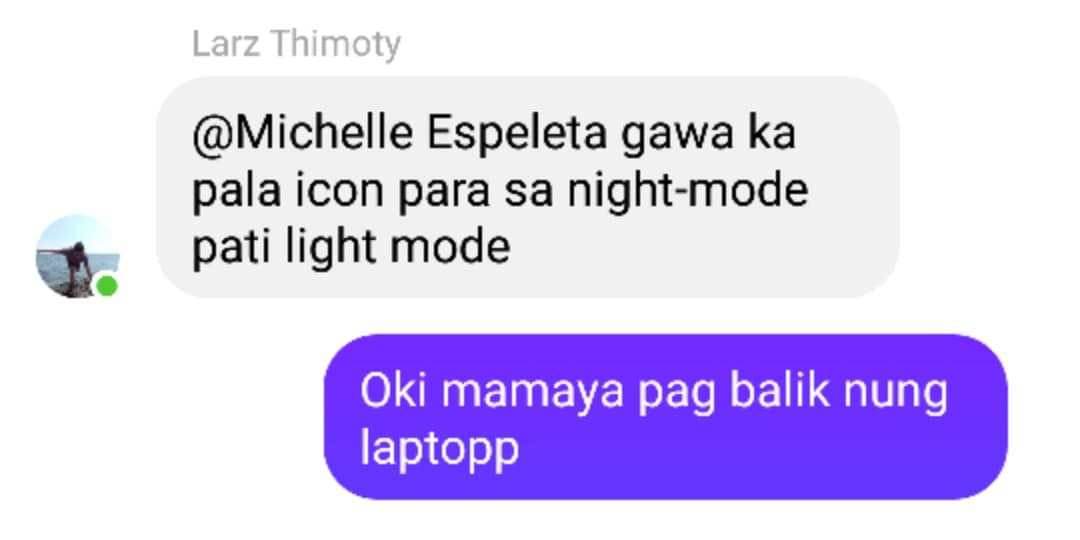 Larz Thimoty
@Michelle Espeleta gawa ka
pala icon para sa night-mode
pati light mode
Oki mamaya pag balik nung
laptopp